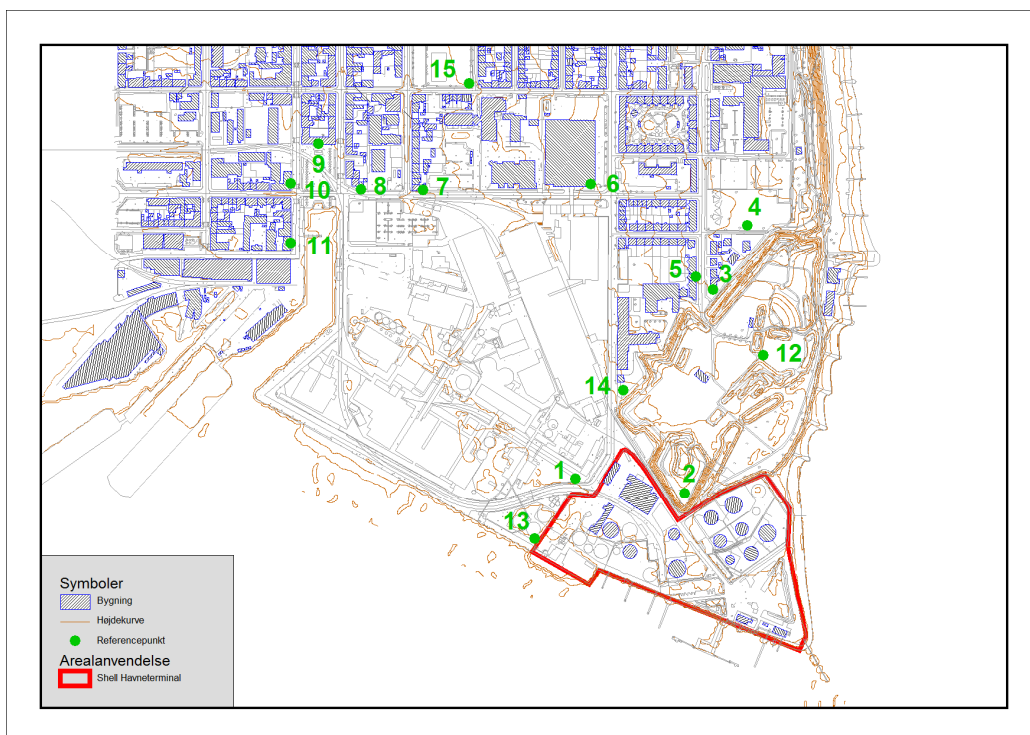 15
9
10
8
7
6
4
11
5
3
12
14
2
1
13
Symboler
Bygning
Højdekurve
Referencepunkt
Arealanvendelse
Shell Havneterminal